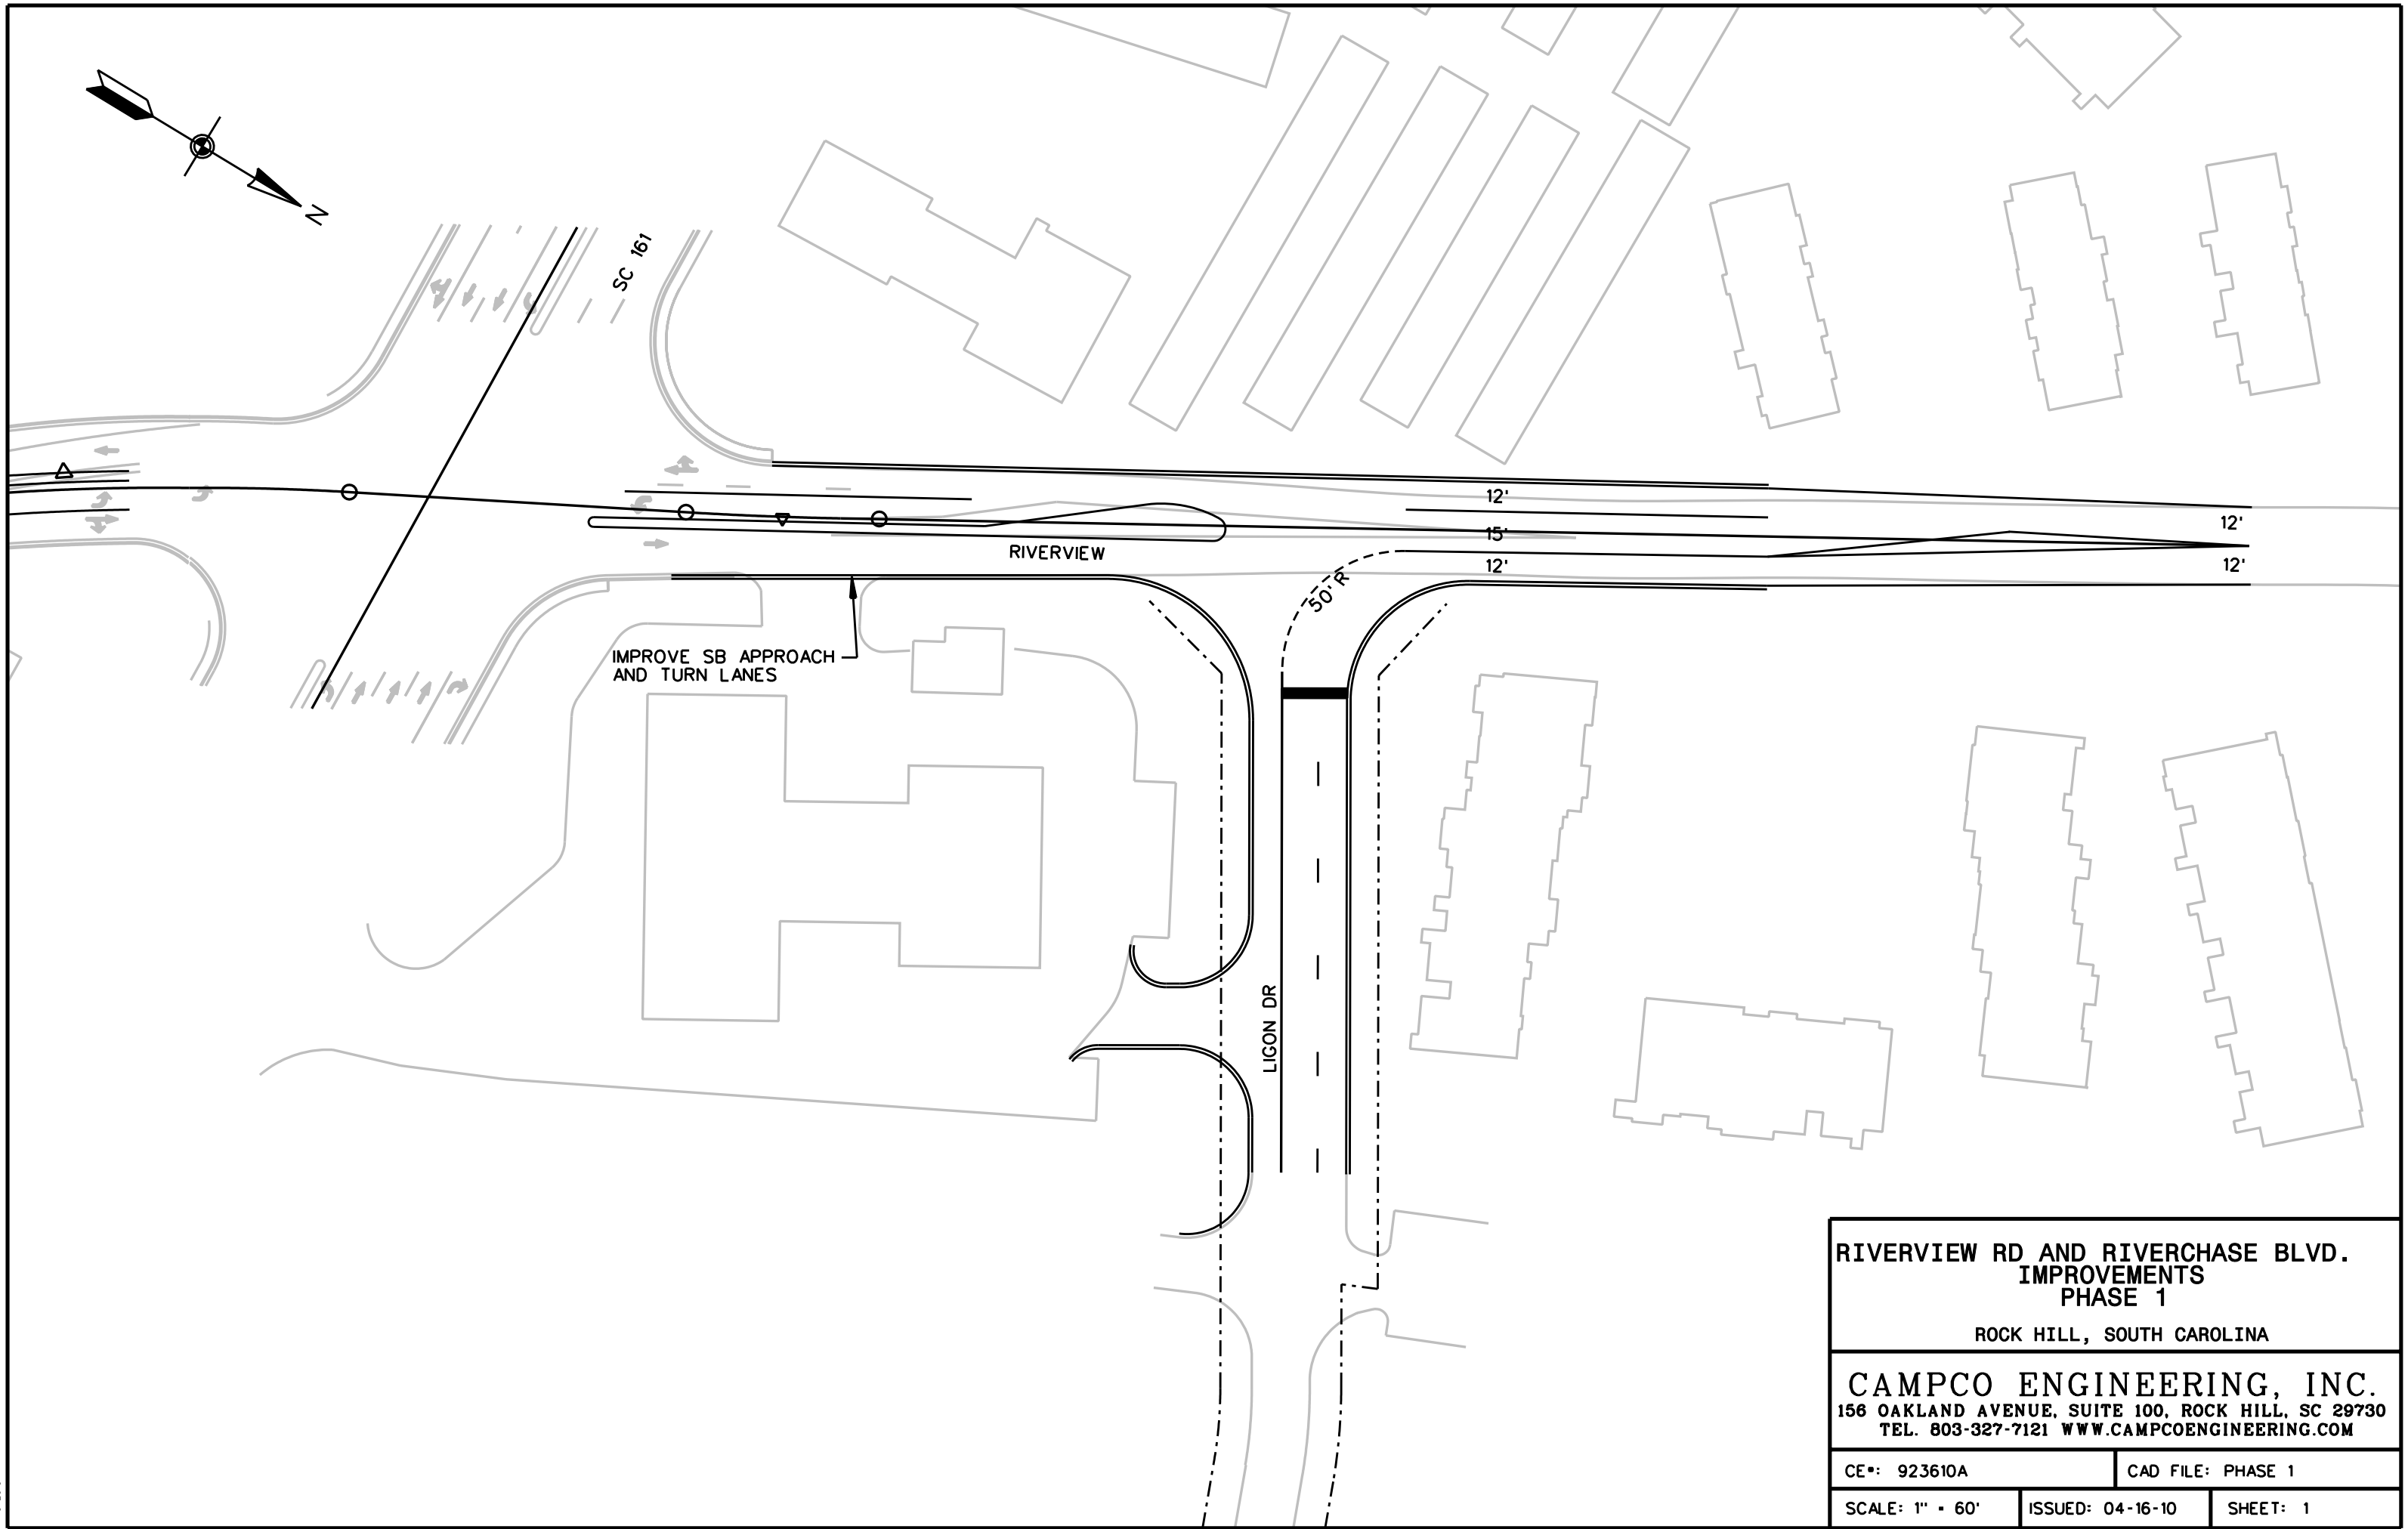 N
SC 161
12'
15'
12'
12'
12'
RIVERVIEW
50' R
IMPROVE SB APPROACH
AND TURN LANES
LIGON DR
RIVERVIEW RD AND RIVERCHASE BLVD.
IMPROVEMENTS
PHASE 1
ROCK HILL, SOUTH CAROLINA
CAMPCO ENGINEERING, INC.
156 OAKLAND AVENUE, SUITE 100, ROCK HILL, SC 29730
TEL. 803-327-7121 WWW.CAMPCOENGINEERING.COM
CE#: 923610A
CAD FILE: PHASE 1
SCALE: 1" = 60'
ISSUED: 04-16-10
SHEET: 1